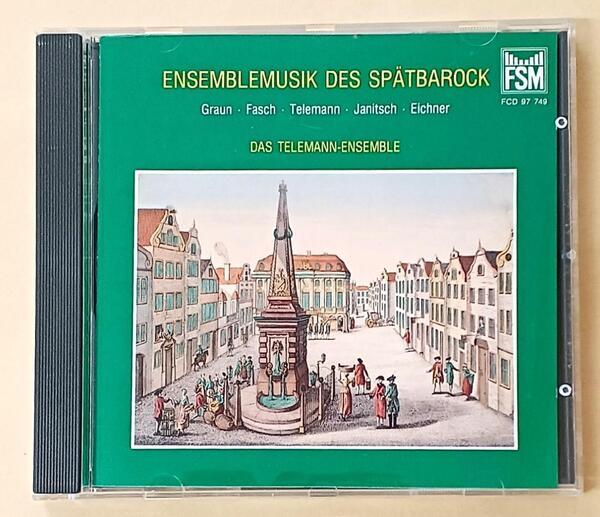 ENSEMBLEMUSIK DES SPÄTBAROCK
Graun · Fasch · Telemann · Janitsch · Eichner
DAS TELEMANN-ENSEMBLE
FSM
FCD 97 749